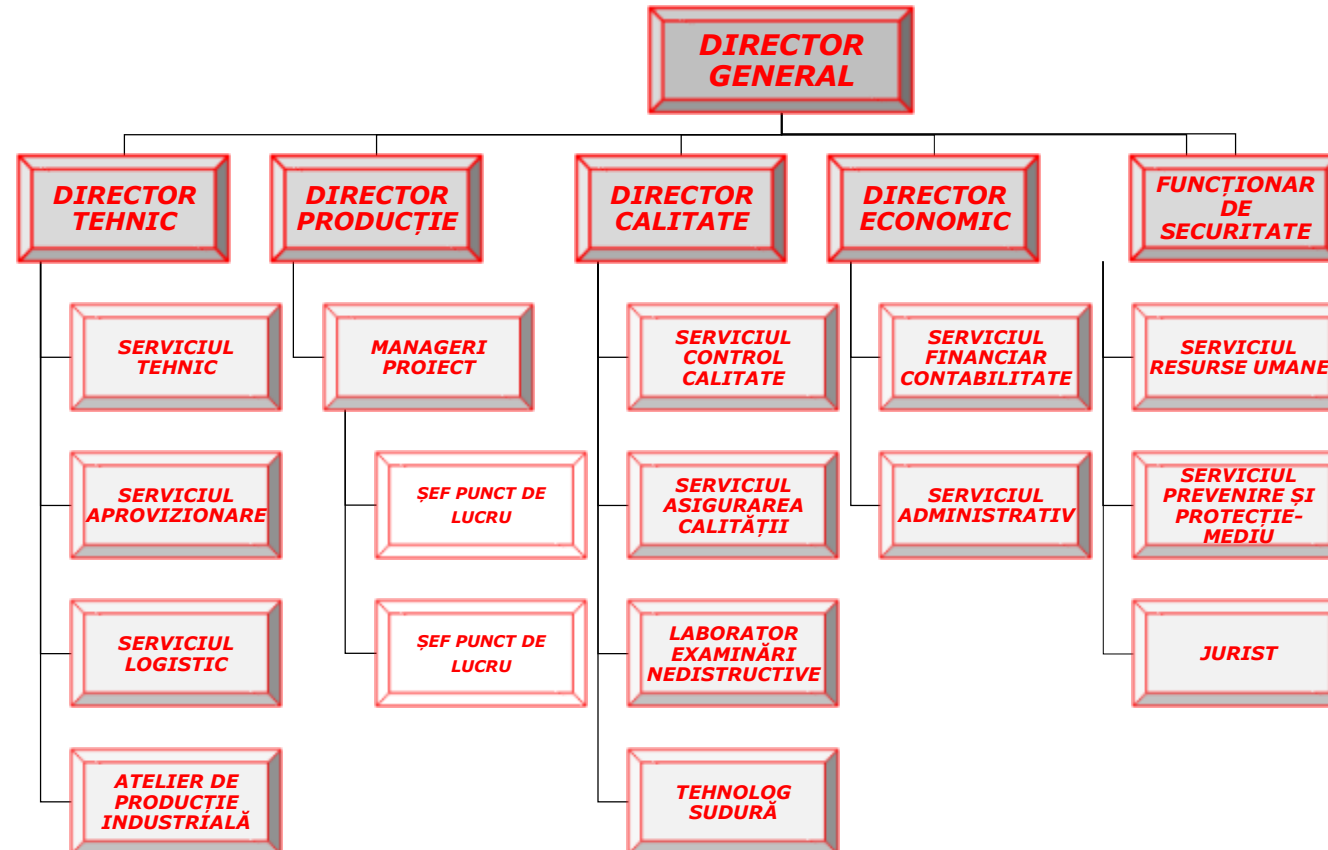 DIRECTOR
GENERAL
DIRECTOR
TEHNIC
DIRECTOR
PRODUCȚIE
DIRECTOR
CALITATE
DIRECTOR
ECONOMIC
FUNCȚIONAR
DE
SECURITATE
SERVICIUL
TEHNIC
MANAGERI
PROIECT
SERVICIUL
CONTROL
CALITATE
SERVICIUL
FINANCIAR
CONTABILITATE
SERVICIUL
RESURSE UMANE
SERVICIUL
APROVIZIONARE
ȘEF PUNCT DE
LUCRU
SERVICIUL
ASIGURAREA
CALITĂȚII
SERVICIUL
ADMINISTRATIV
SERVICIUL
PREVENIRE ȘI
PROTECȚIE-
MEDIU
SERVICIUL
LOGISTIC
ȘEF PUNCT DE
LUCRU
LABORATOR
EXAMINĂRI
NEDISTRUCTIVE
JURIST
ATELIER DE
PRODUCȚIE
INDUSTRIALĂ
TEHNOLOG
SUDURĂ